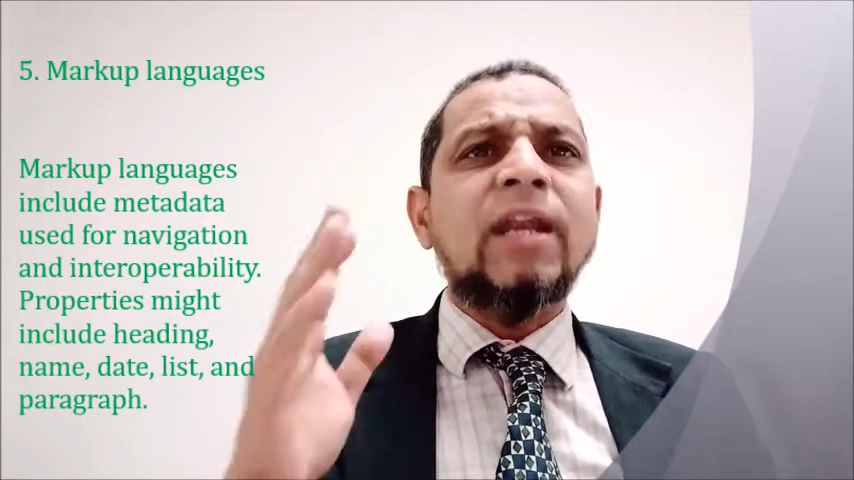 5. Markup languages
Markup languages
include metadata
used for navigation
and interoperability.
Properties might
include heading,
name, date, list, and
paragraph.